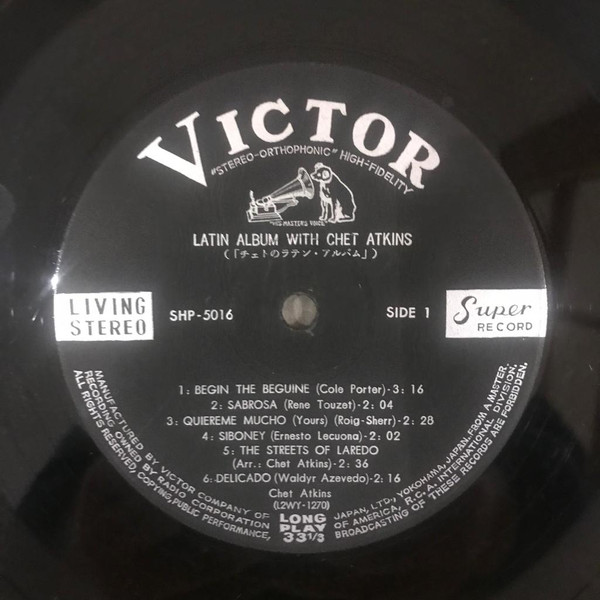 VICTOR
"STEREO-ORTHOPHONIC" HIGH-FIDELITY
"HIS MASTER'S VOICE"
LATIN ALBUM WITH CHET ATKINS
(「チェトのラテン・アルバム」)
LIVING
STEREO
SHP-5016
SIDE 1
Super
RECORD
1: BEGIN THE BEGUINE (Cole Porter)-3: 16
2: SABROSA (Rene Touzet)-2: 04
3: QUIEREME MUCHO (Yours) (Roig-Sherr)-2: 28
4: SIBONEY (Ernesto Lecuona)-2: 02
5: THE STREETS OF LAREDO
(Arr.: Chet Atkins)-2: 36
6: DELICADO (Waldyr Azevedo)-2: 16
Chet Atkins
(L2WY-1270)
LONG
PLAY
33 1/3
MANUFACTURED BY VICTOR COMPANY OF JAPAN, LTD., YOKOHAMA, JAPAN. FROM A MASTER
RECORDING OWNED BY RADIO CORPORATION OF AMERICA, R.C.A. INTERNATIONAL DIVISION.
ALL RIGHTS RESERVED, COPYING, PUBLIC PERFORMANCE, BROADCASTING OF THESE RECORDS ARE FORBIDDEN.